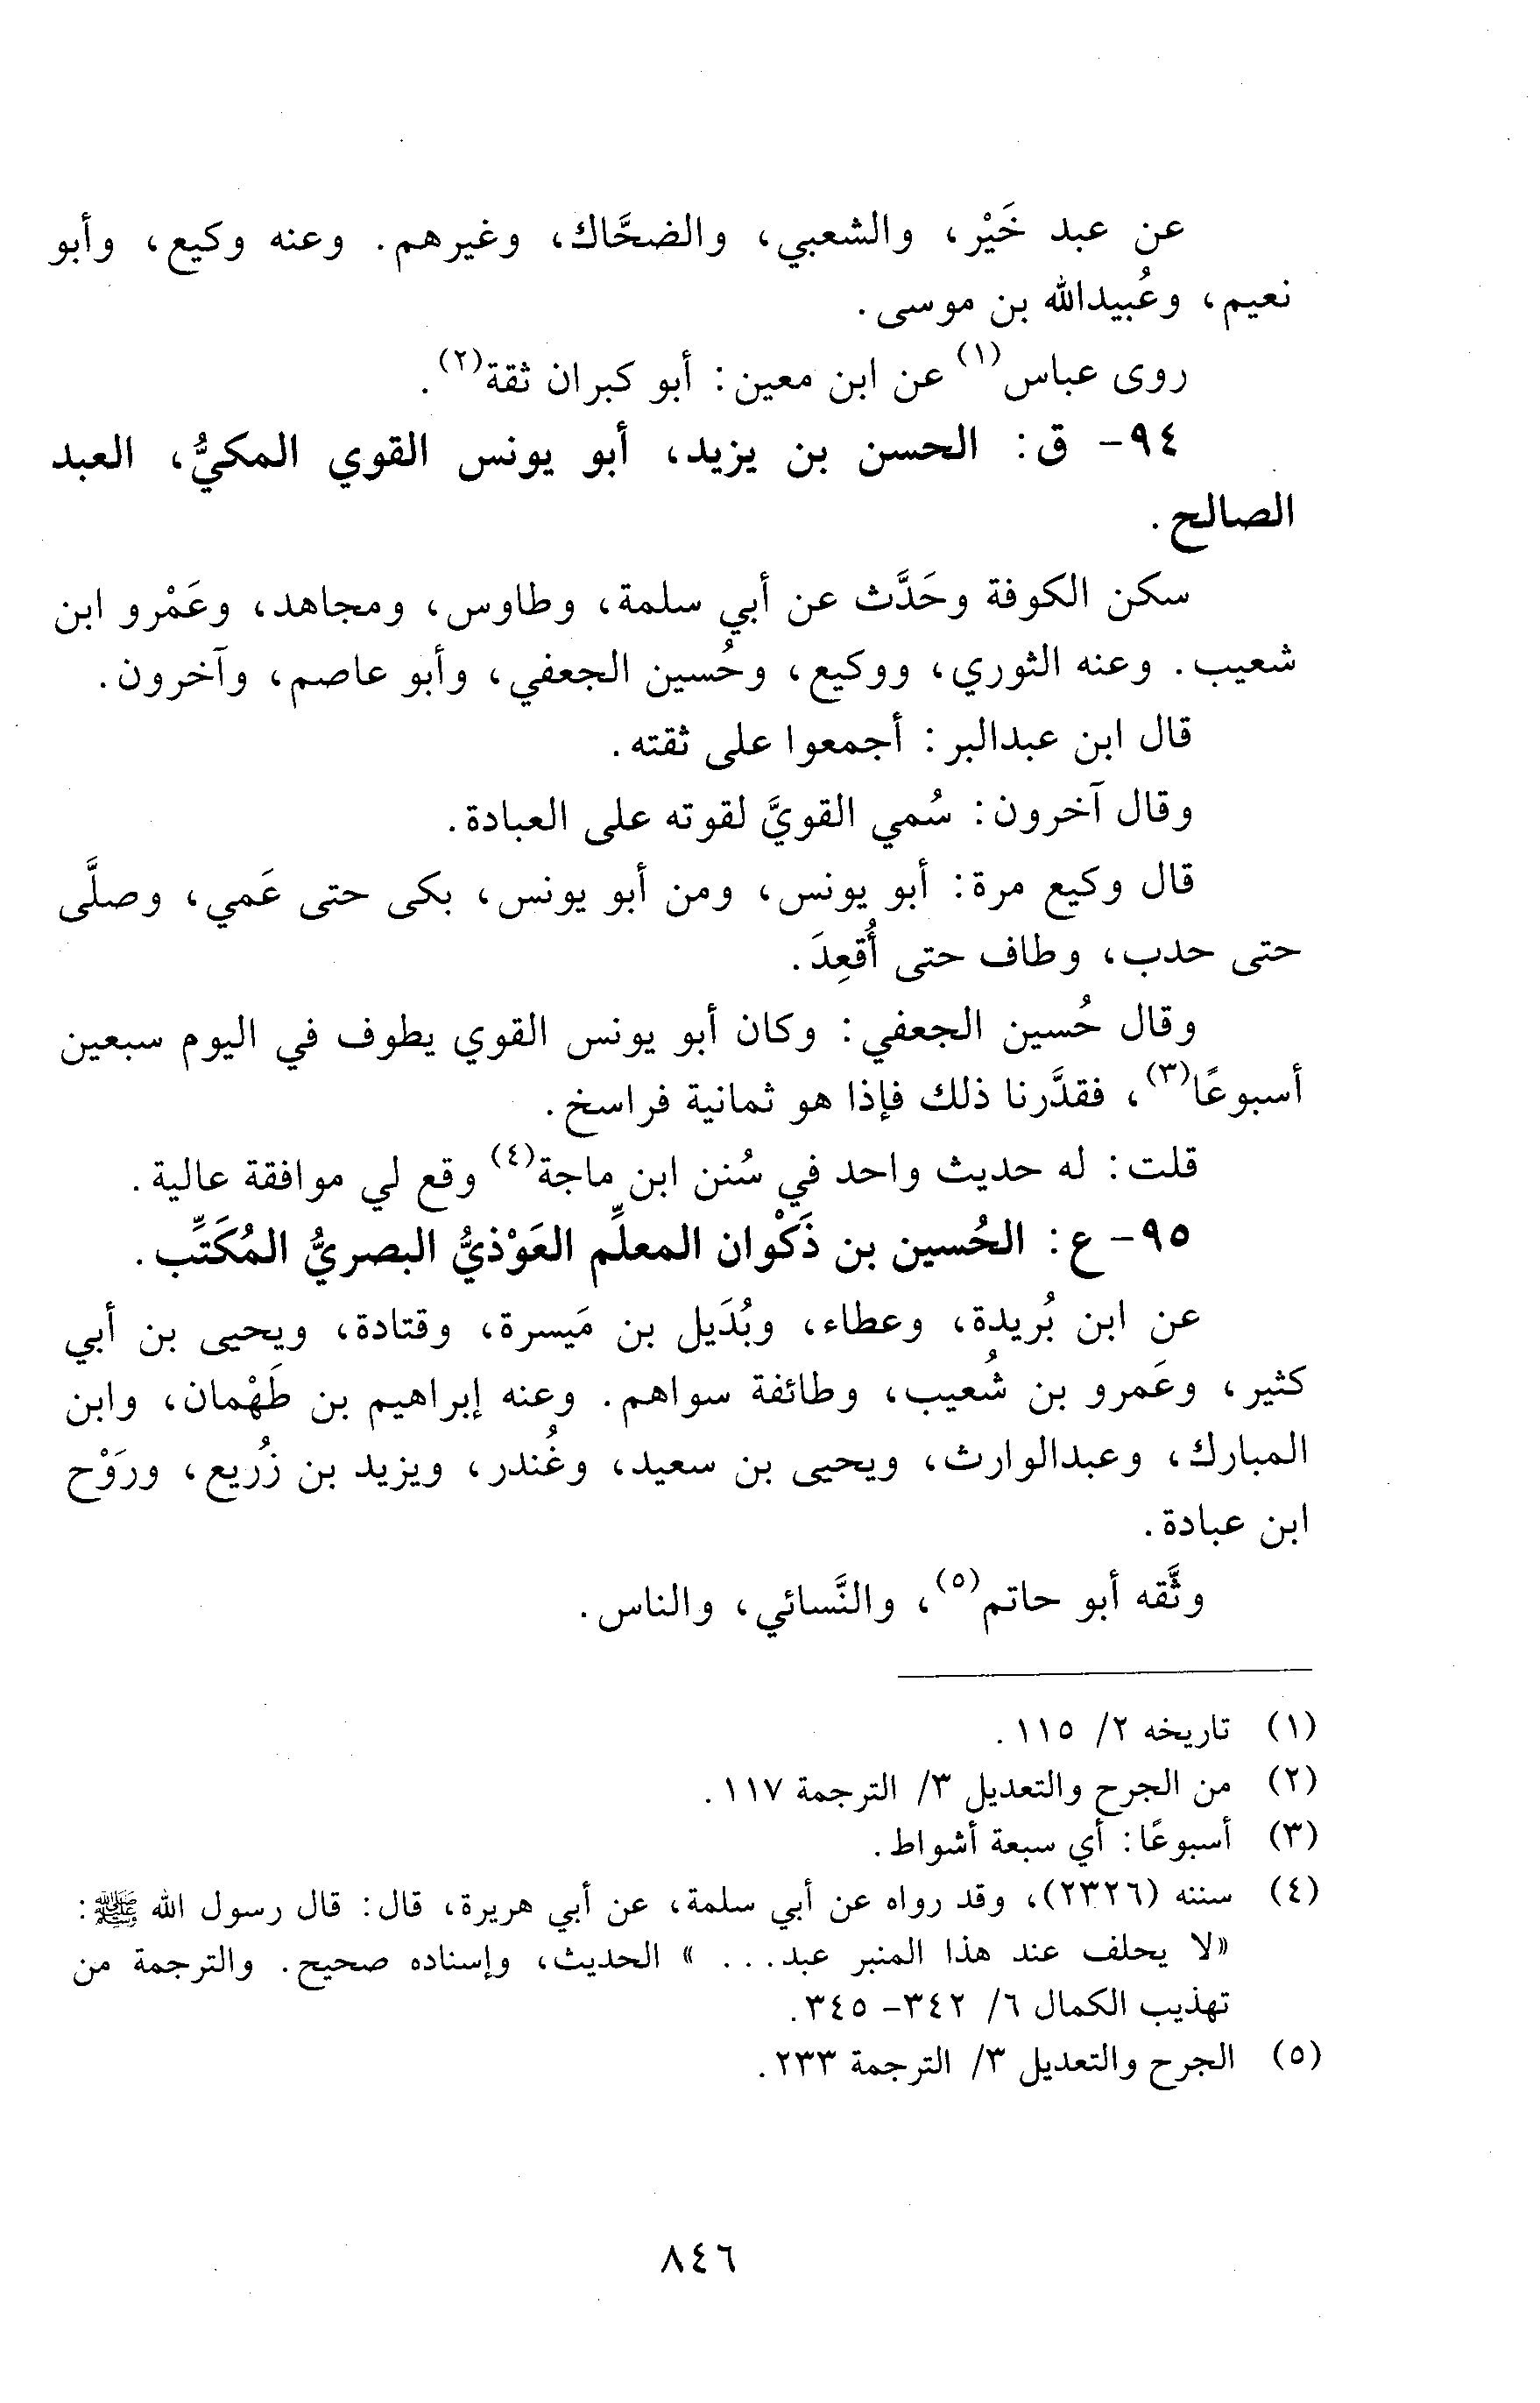 عن عبد خَيْر، والشعبي، والضحَّاك، وغيرهم. وعنه وكيع، وأبو
نعيم، وعُبيدالله بن موسى.
روى عباس(١) عن ابن معين: أبو كبران ثقة(٢).
٩٤- ق: الحسن بن يزيد، أبو يونس القوي المكيُّ، العبد
الصالح.
سكن الكوفة وحَدَّث عن أبي سلمة، وطاوس، ومجاهد، وعَمْرو ابن
شعيب. وعنه الثوري، ووكيع، وحُسين الجعفي، وأبو عاصم، وآخرون.
قال ابن عبدالبر: أجمعوا على ثقته.
وقال آخرون: سُمي القويَّ لقوته على العبادة.
قال وكيع مرة: أبو يونس، ومن أبو يونس، بكى حتى عَمي، وصلَّى
حتى حدب، وطاف حتى أُقعِدَ.
وقال حُسين الجعفي: وكان أبو يونس القوي يطوف في اليوم سبعين
أسبوعًا(٣)، فقدَّرنا ذلك فإذا هو ثمانية فراسخ.
قلت: له حديث واحد في سُنن ابن ماجة(٤) وقع لي موافقة عالية.
٩٥- ع: الحُسين بن ذَكْوان المعلِّم العَوْذيُّ البصريُّ المُكَتِّب.
عن ابن بُريدة، وعطاء، وبُدَيل بن مَيسرة، وقتادة، ويحيى بن أبي
كثير، وعَمرو بن شُعيب، وطائفة سواهم. وعنه إبراهيم بن طَهْمان، وابن
المبارك، وعبدالوارث، ويحيى بن سعيد، وغُندر، ويزيد بن زُريع، ورَوْح
ابن عبادة.
وثَّقه أبو حاتم(٥)، والنَّسائي، والناس.
(١) تاريخه ٢/ ١١٥.
(٢) من الجرح والتعديل ٣/ الترجمة ١١٧.
(٣) أسبوعًا: أي سبعة أشواط.
(٤) سننه (٢٣٢٦)، وقد رواه عن أبي سلمة، عن أبي هريرة، قال: قال رسول الله ﷺ:
«لا يحلف عند هذا المنبر عبد... » الحديث، وإسناده صحيح. والترجمة من
تهذيب الكمال ٦/ ٣٤٢- ٣٤٥.
(٥) الجرح والتعديل ٣/ الترجمة ٢٣٣.
٨٤٦